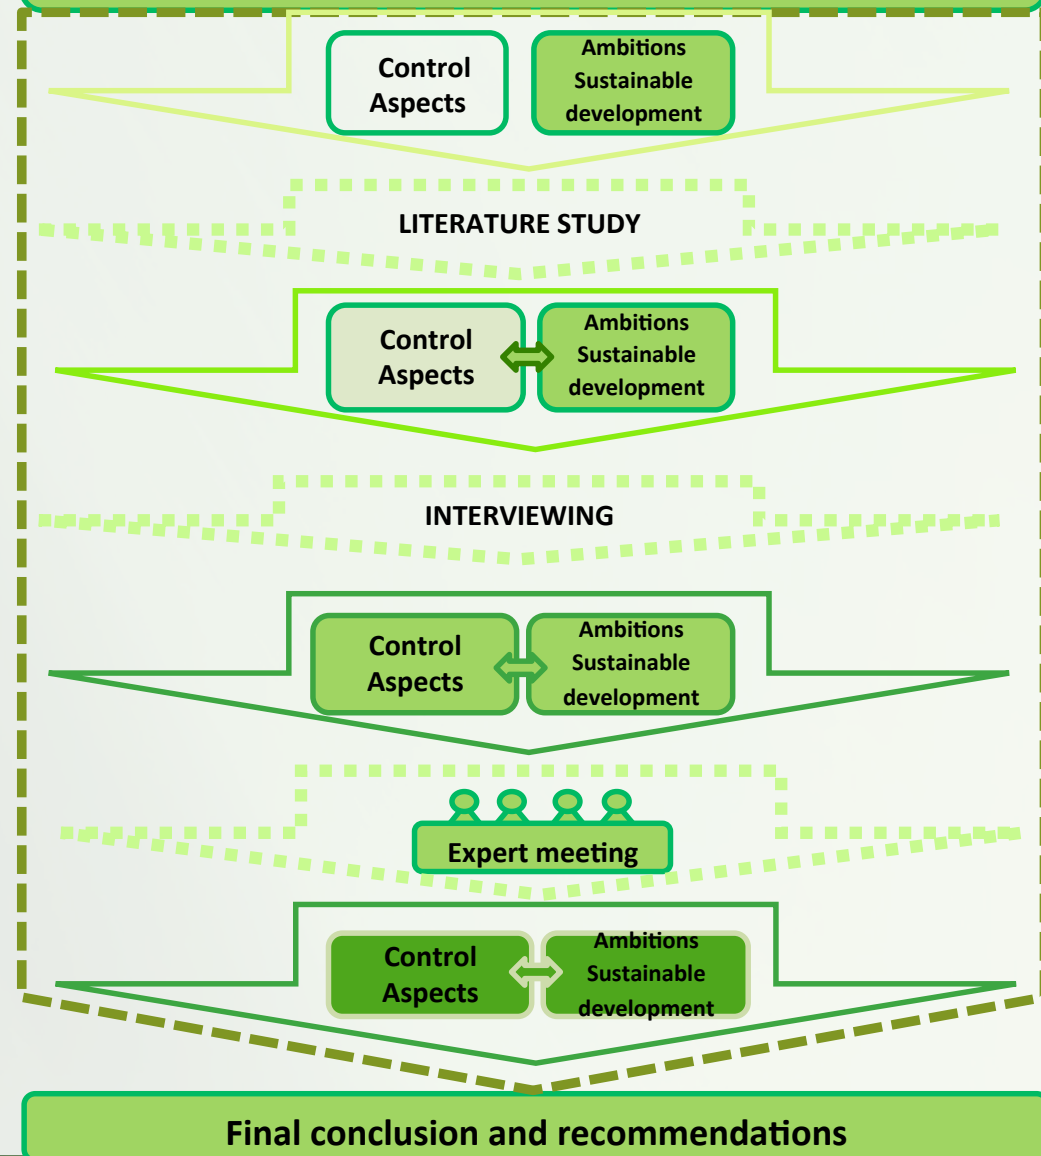 Control
Aspects
Ambitions
Sustainable
development
LITERATURE STUDY
Control
Aspects
Ambitions
Sustainable
development
INTERVIEWING
Control
Aspects
Ambitions
Sustainable
development
Expert meeting
Control
Aspects
Ambitions
Sustainable
development
Final conclusion and recommendations